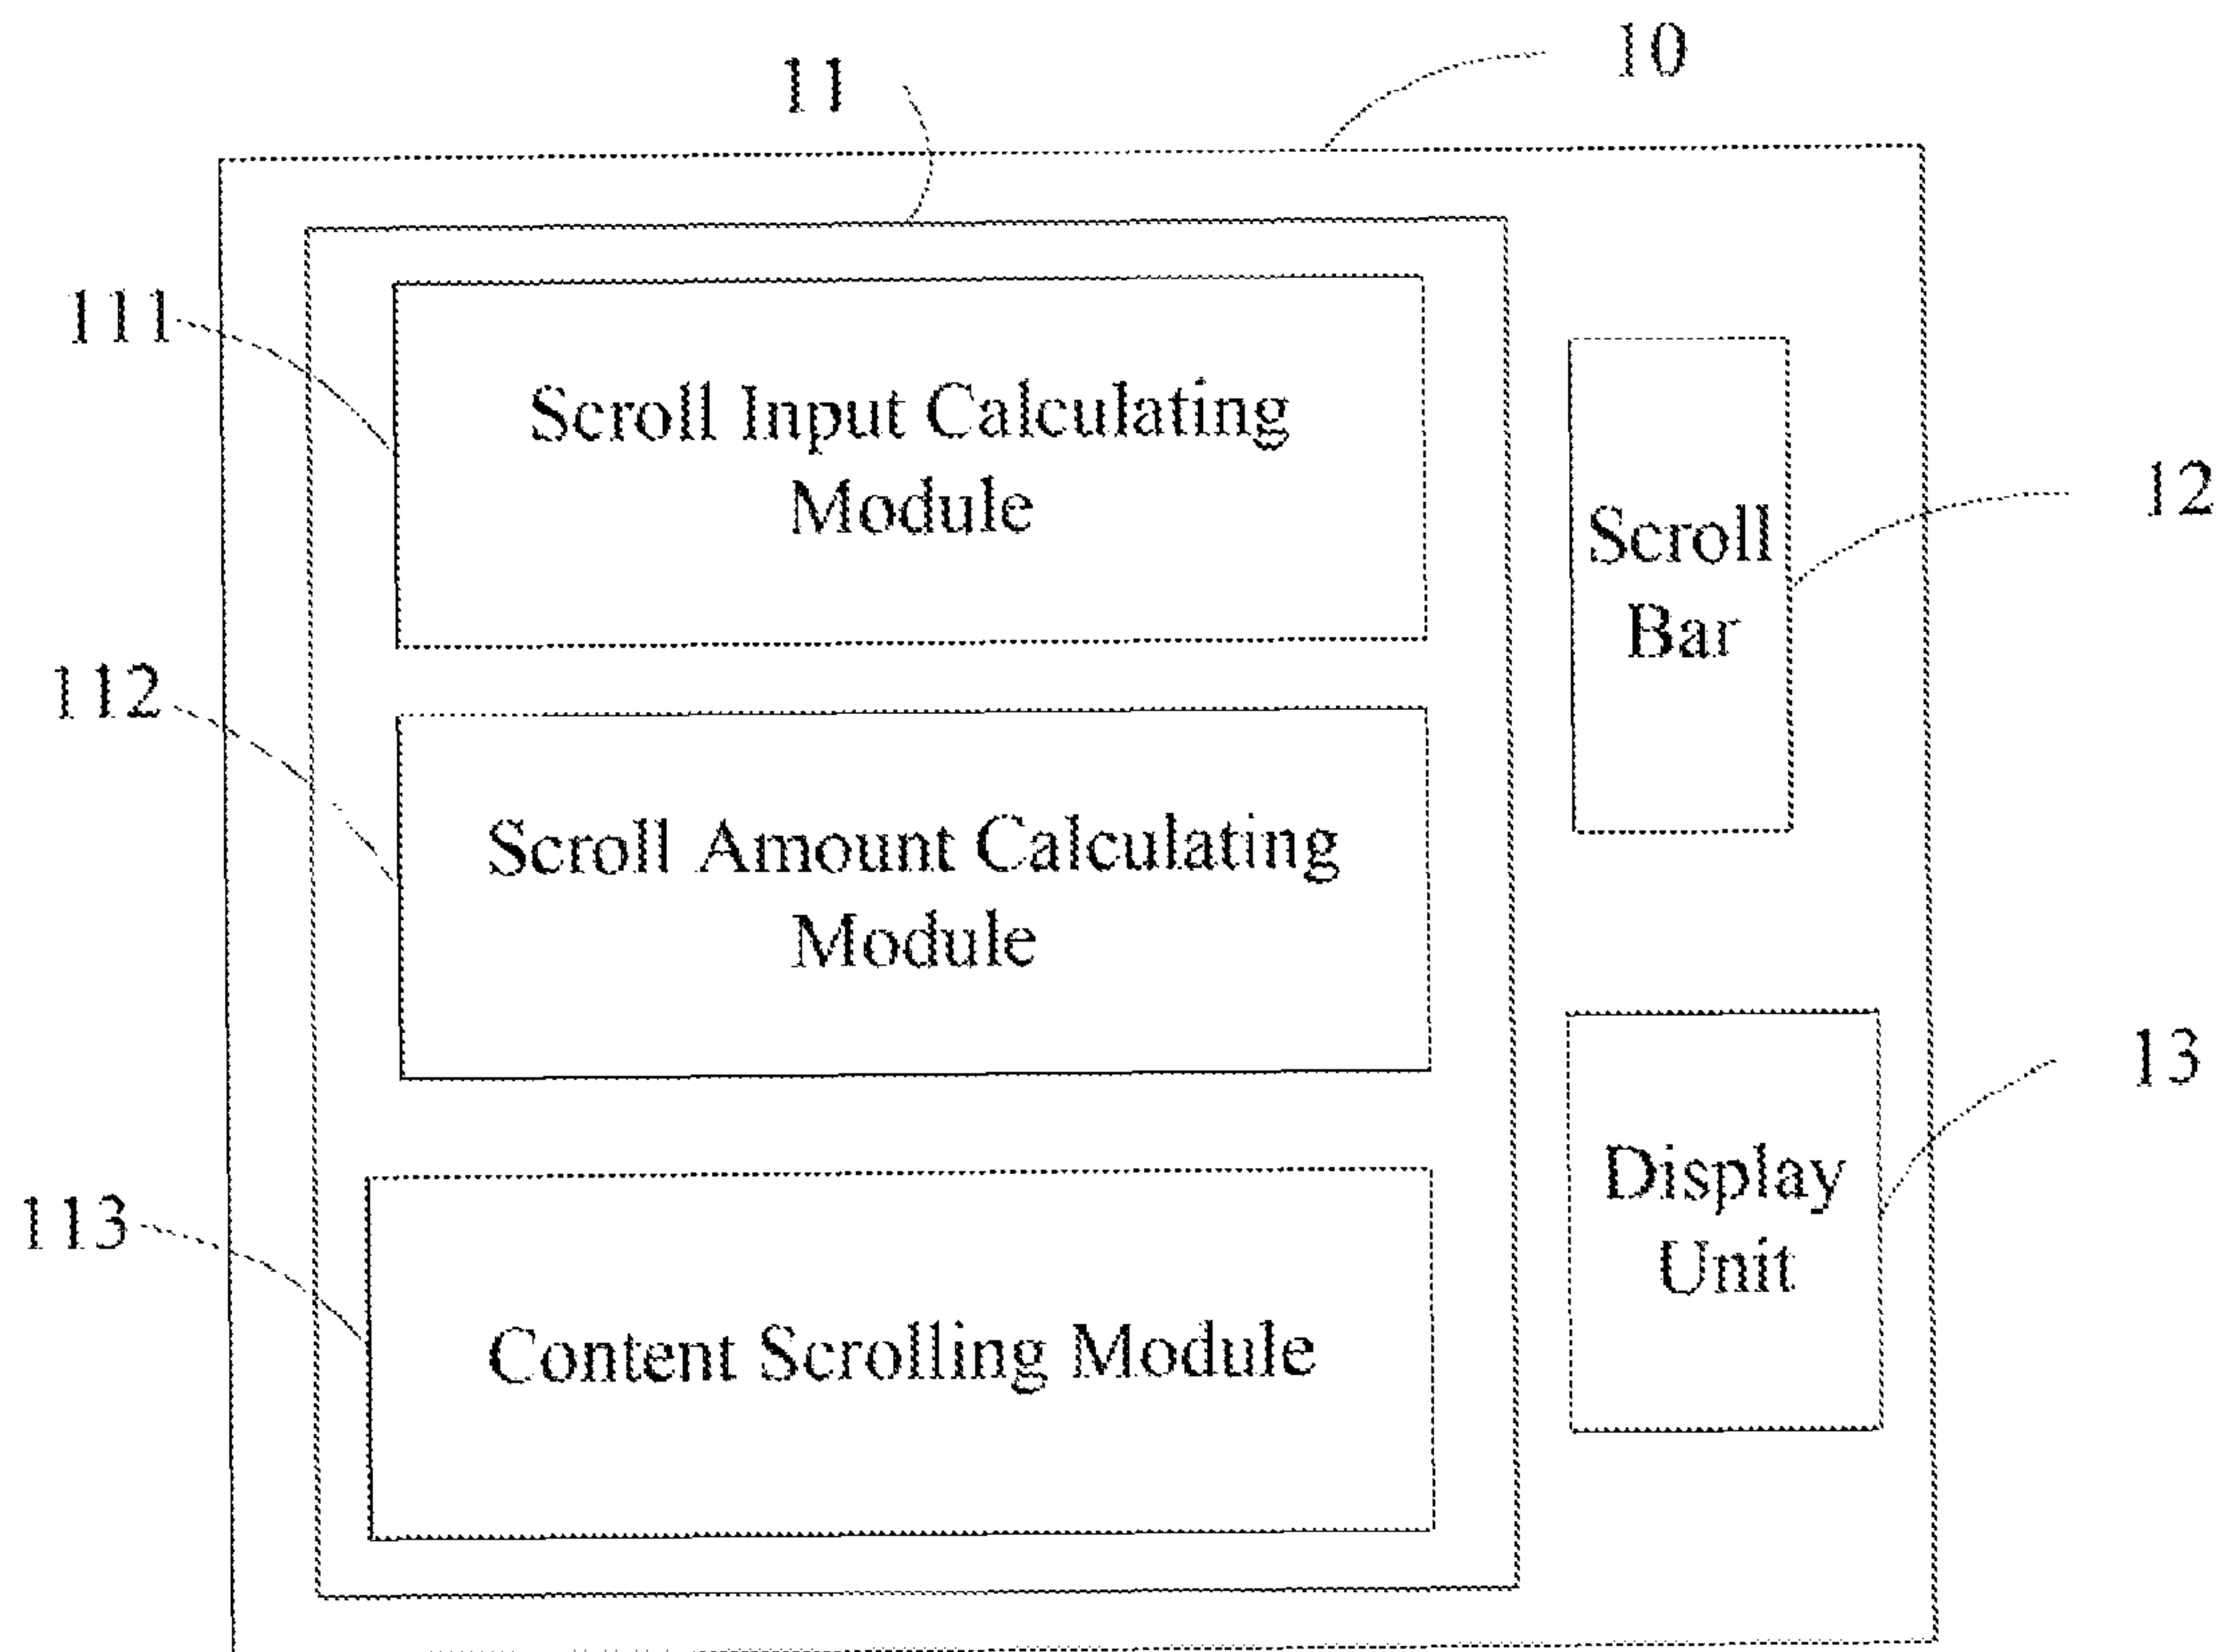 10
11
111
Scroll Input Calculating
Module
12
Scroll
Bar
112
Scroll Amount Calculating
Module
13
Display
Unit
113
Content Scrolling Module